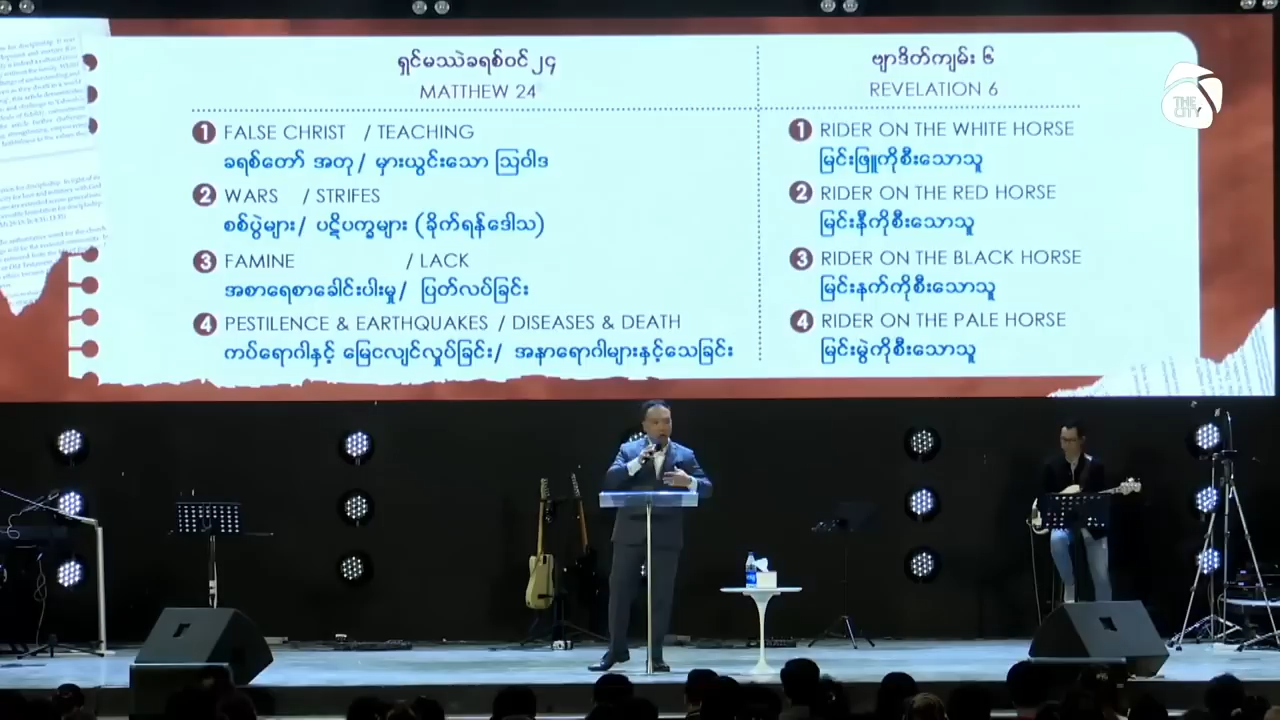 ရှင်မဿဲခရစ်ဝင်၂၄
MATTHEW 24
1 FALSE CHRIST / TEACHING
ခရစ်တော် အတု/ မှားယွင်းသော ဩဝါဒ
2 WARS / STRIFES
စစ်ပွဲများ/ ပဋိပက္ခများ (ခိုက်ရန်ဒေါသ)
3 FAMINE / LACK
အစာရေစာခေါင်းပါးမှု/ ပြတ်လပ်ခြင်း
4 PESTILENCE & EARTHQUAKES / DISEASES & DEATH
ကပ်ရောဂါနှင့် မြေငလျင်လှုပ်ခြင်း/ အနာရောဂါများနှင့်သေခြင်း
ဗျာဒိတ်ကျမ်း ၆
REVELATION 6
1 RIDER ON THE WHITE HORSE
မြင်းဖြူကိုစီးသောသူ
2 RIDER ON THE RED HORSE
မြင်းနီကိုစီးသောသူ
3 RIDER ON THE BLACK HORSE
မြင်းနက်ကိုစီးသောသူ
4 RIDER ON THE PALE HORSE
မြင်းမွဲကိုစီးသောသူ
THE
CITY